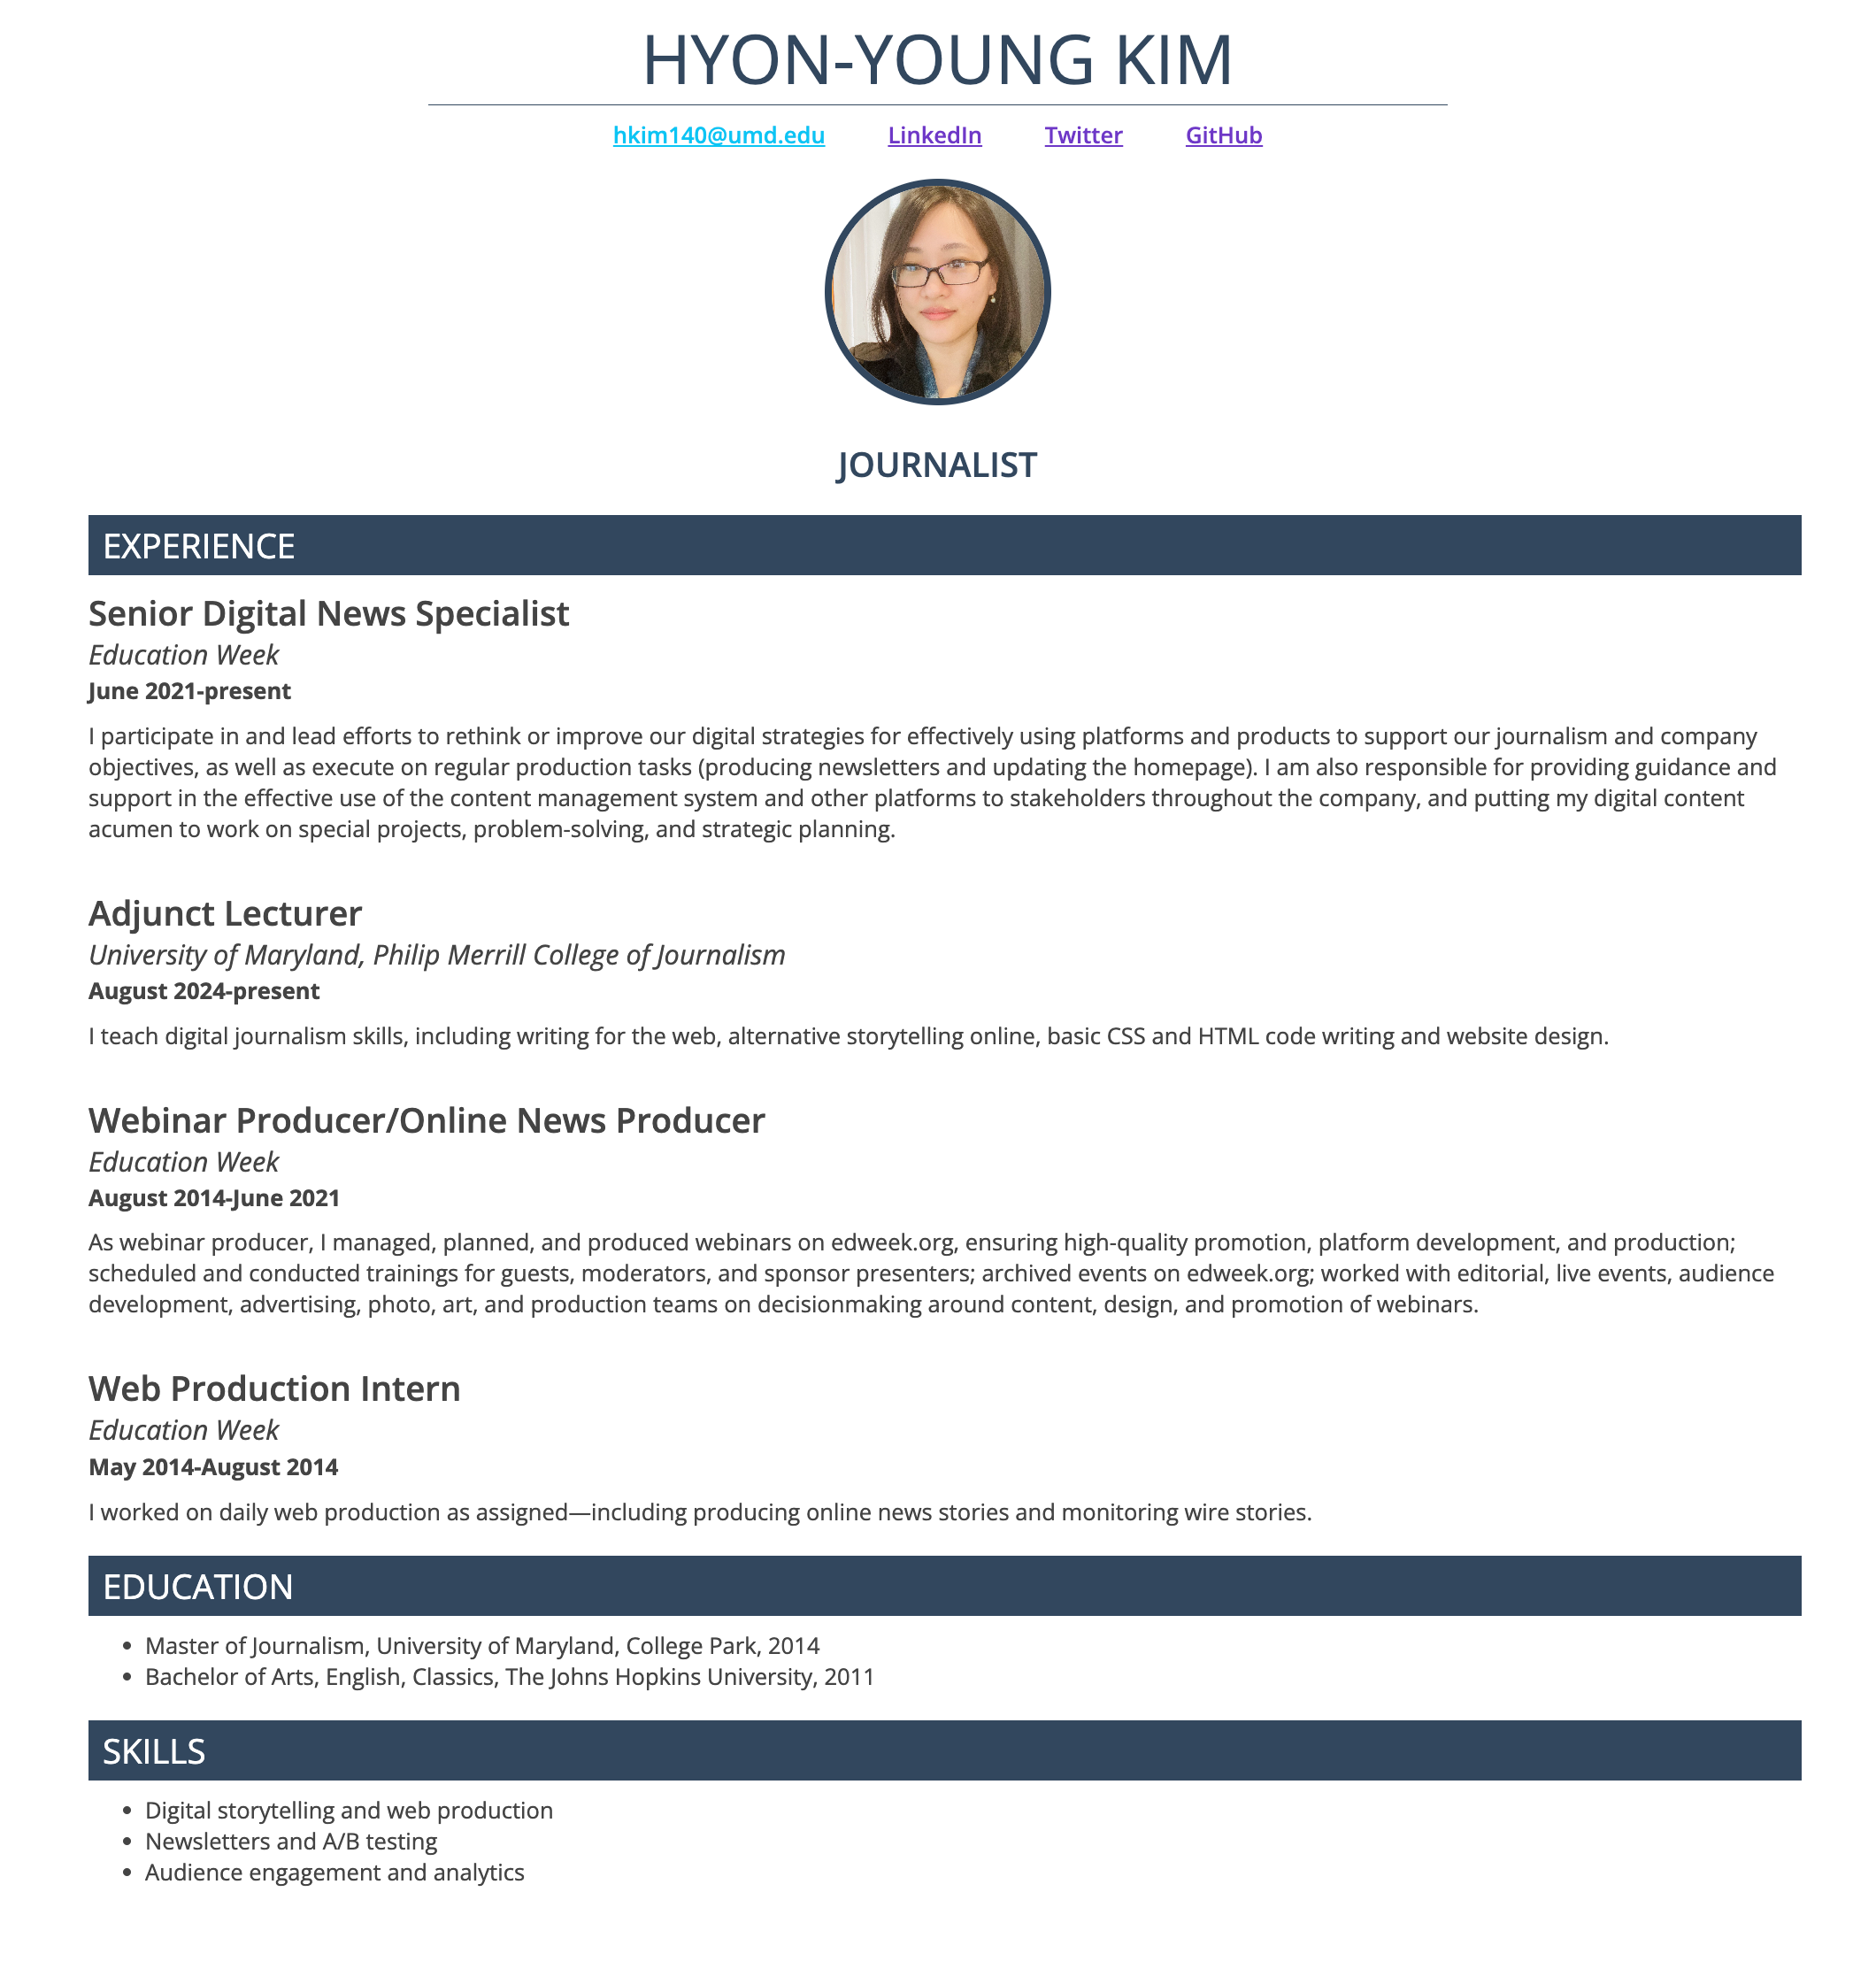 HYON-YOUNG KIM
hkim140@umd.edu LinkedIn Twitter GitHub
JOURNALIST
EXPERIENCE
Senior Digital News Specialist
Education Week
June 2021-present
I participate in and lead efforts to rethink or improve our digital strategies for effectively using platforms and products to support our journalism and company
objectives, as well as execute on regular production tasks (producing newsletters and updating the homepage). I am also responsible for providing guidance and
support in the effective use of the content management system and other platforms to stakeholders throughout the company, and putting my digital content
acumen to work on special projects, problem-solving, and strategic planning.
Adjunct Lecturer
University of Maryland, Philip Merrill College of Journalism
August 2024-present
I teach digital journalism skills, including writing for the web, alternative storytelling online, basic CSS and HTML code writing and website design.
Webinar Producer/Online News Producer
Education Week
August 2014-June 2021
As webinar producer, I managed, planned, and produced webinars on edweek.org, ensuring high-quality promotion, platform development, and production;
scheduled and conducted trainings for guests, moderators, and sponsor presenters; archived events on edweek.org; worked with editorial, live events, audience
development, advertising, photo, art, and production teams on decisionmaking around content, design, and promotion of webinars.
Web Production Intern
Education Week
May 2014-August 2014
I worked on daily web production as assigned—including producing online news stories and monitoring wire stories.
EDUCATION
• Master of Journalism, University of Maryland, College Park, 2014
• Bachelor of Arts, English, Classics, The Johns Hopkins University, 2011
SKILLS
• Digital storytelling and web production
• Newsletters and A/B testing
• Audience engagement and analytics